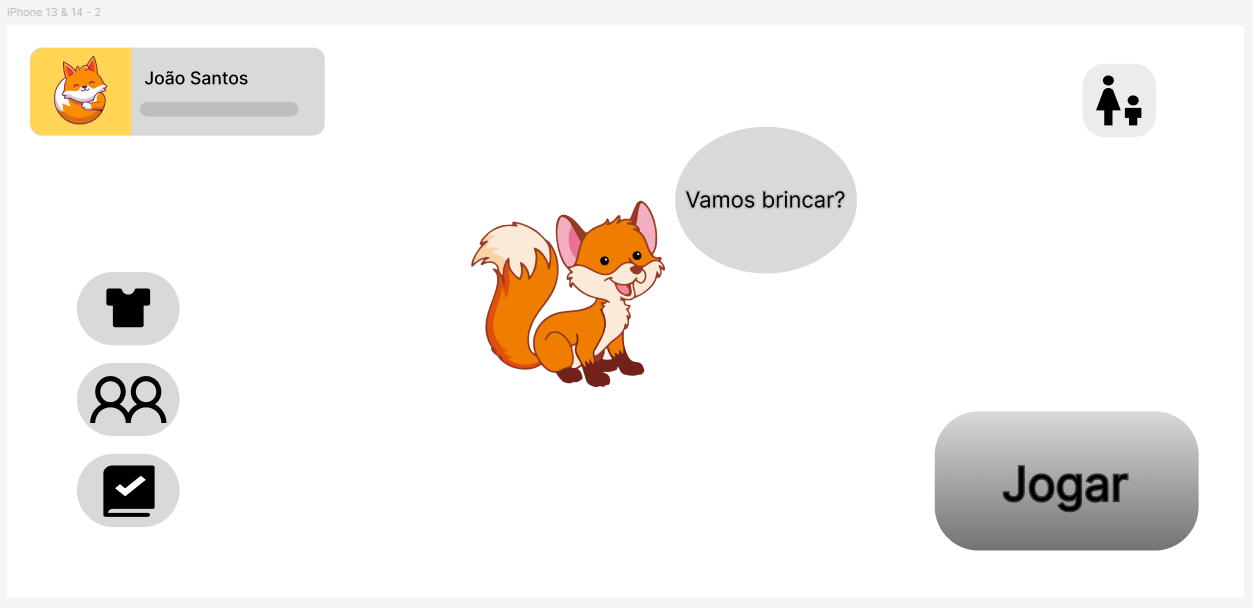 iPhone 13 & 14 - 2
João Santos
Vamos brincar?
Jogar